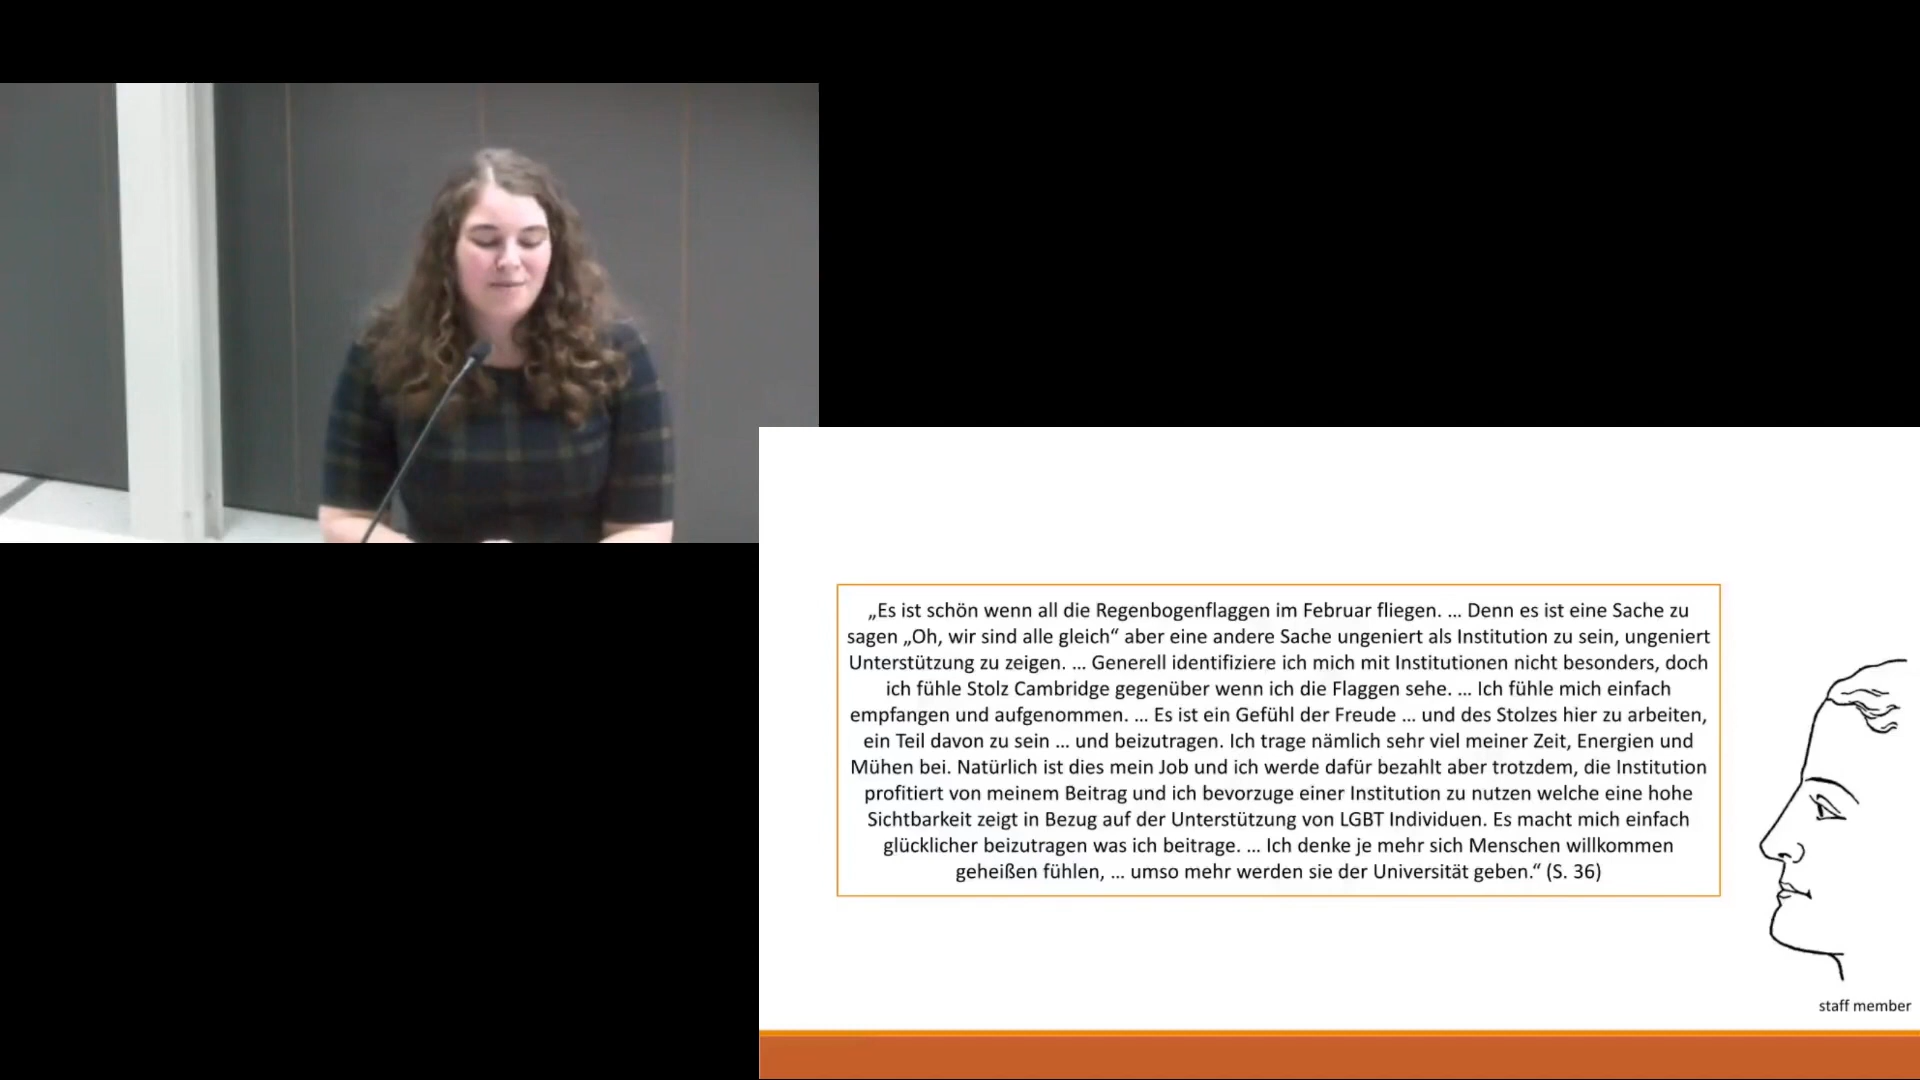 „Es ist schön wenn all die Regenbogenflaggen im Februar fliegen. ... Denn es ist eine Sache zu
sagen „Oh, wir sind alle gleich“ aber eine andere Sache ungeniert als Institution zu sein, ungeniert
Unterstützung zu zeigen. ... Generell identifiziere ich mich mit Institutionen nicht besonders, doch
ich fühle Stolz Cambridge gegenüber wenn ich die Flaggen sehe. ... Ich fühle mich einfach
empfangen und aufgenommen. ... Es ist ein Gefühl der Freude ... und des Stolzes hier zu arbeiten,
ein Teil davon zu sein ... und beizutragen. Ich trage nämlich sehr viel meiner Zeit, Energien und
Mühen bei. Natürlich ist dies mein Job und ich werde dafür bezahlt aber trotzdem, die Institution
profitiert von meinem Beitrag und ich bevorzuge einer Institution zu nutzen welche eine hohe
Sichtbarkeit zeigt in Bezug auf der Unterstützung von LGBT Individuen. Es macht mich einfach
glücklicher beizutragen was ich beitrage. ... Ich denke je mehr sich Menschen willkommen
geheißen fühlen, ... umso mehr werden sie der Universität geben.“ (S. 36)
staff member